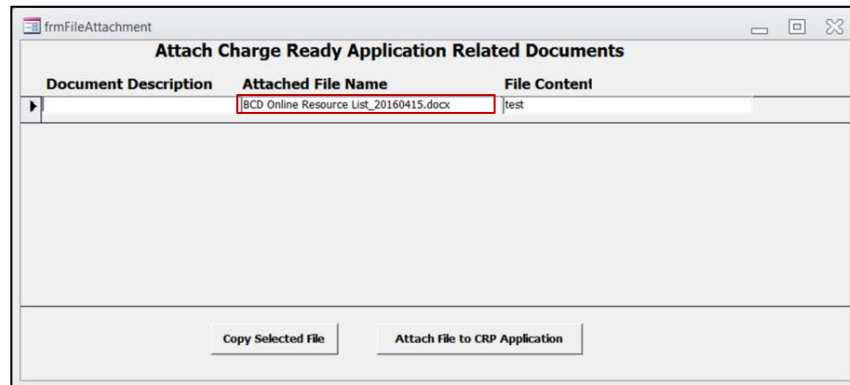 frmFileAttachment
Attach Charge Ready Application Related Documents
Document Description Attached File Name File Content
BCD Online Resource List_20160415.docx test
Copy Selected File Attach File to CRP Application